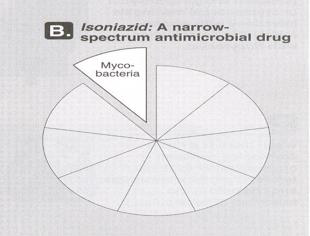 B. Isoniazid: A narrow-
spectrum antimicrobial drug
Myco-
bacteria